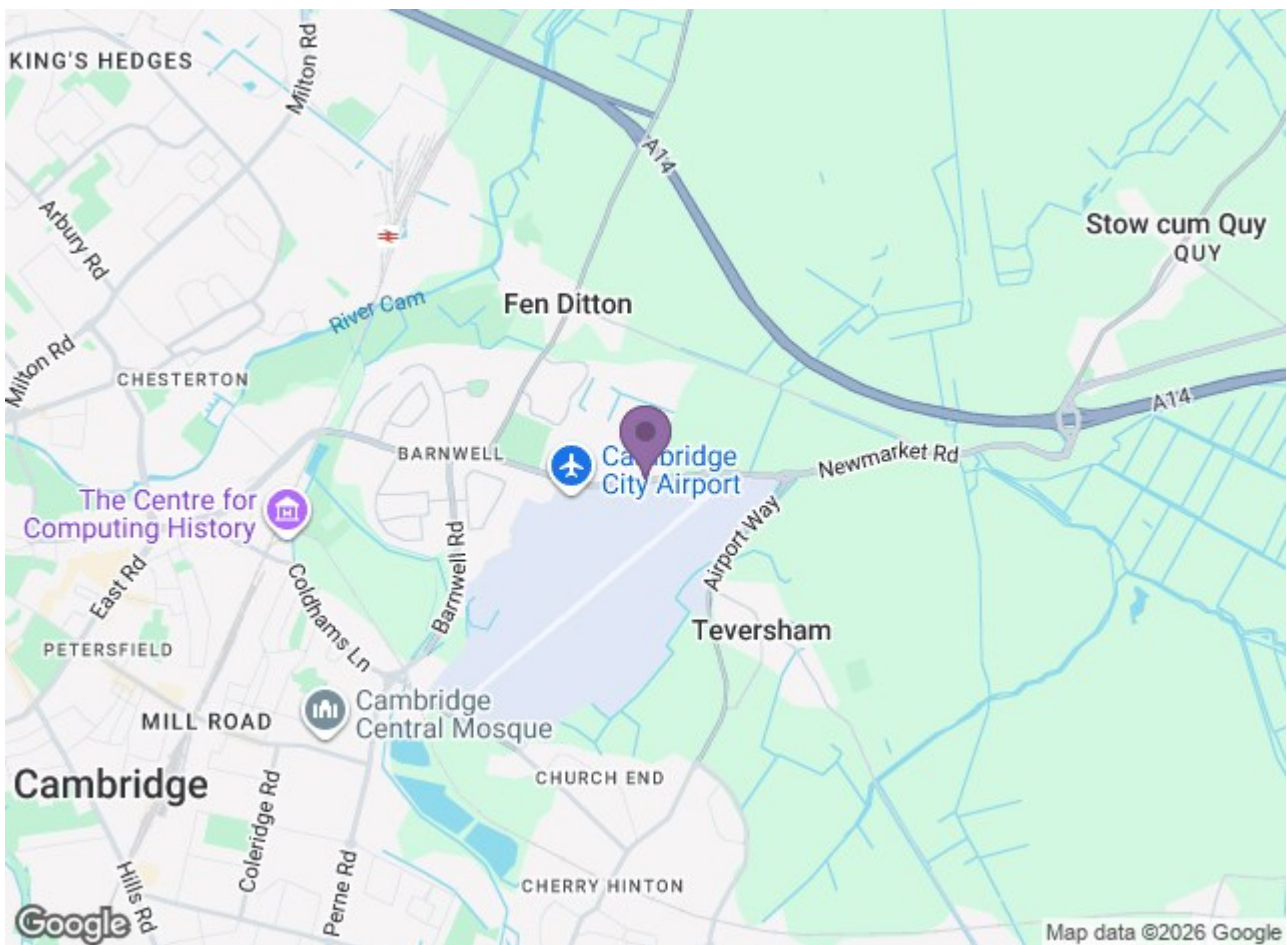 KING'S HEDGES
Milton Rd
A14
Arbury Rd
Stow cum Quy
QUY
River Cam
Fen Ditton
Milton Rd
CHESTERTON
A14
BARNWELL
Cambridge
City Airport
Newmarket Rd
The Centre for
Computing History
Airport Way
Barnwell Rd
East Rd
Coldhams Ln
Teversham
PETERSFIELD
Cambridge
Central Mosque
MILL ROAD
Cambridge
CHURCH END
Coleridge Rd
Perne Rd
Hills Rd
CHERRY HINTON
Google
Map data ©2026 Google